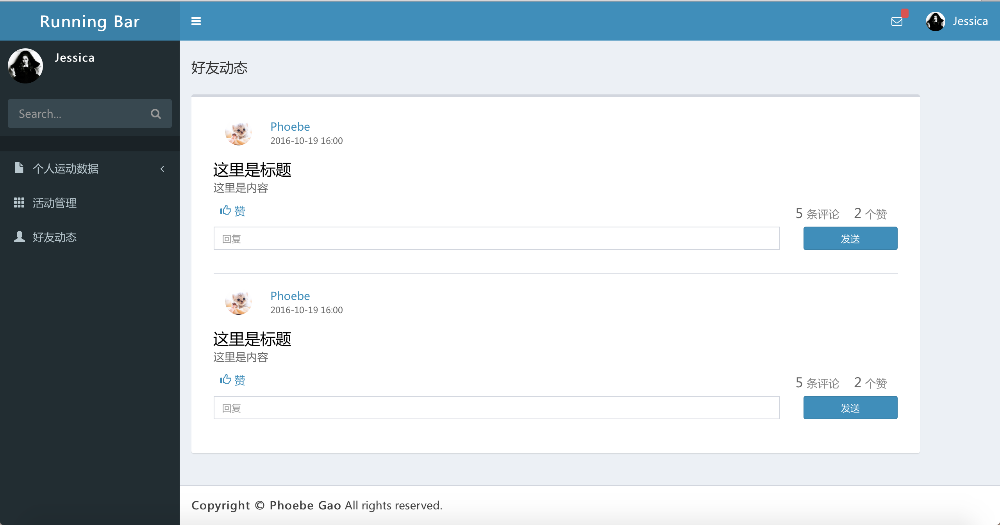 Running Bar
Jessica
Jessica
Search...
个人运动数据
活动管理
好友动态
好友动态
Phoebe
2016-10-19 16:00
这里是标题
这里是内容
赞
5 条评论 2 个赞
回复
发送
Phoebe
2016-10-19 16:00
这里是标题
这里是内容
赞
5 条评论 2 个赞
回复
发送
Copyright © Phoebe Gao All rights reserved.